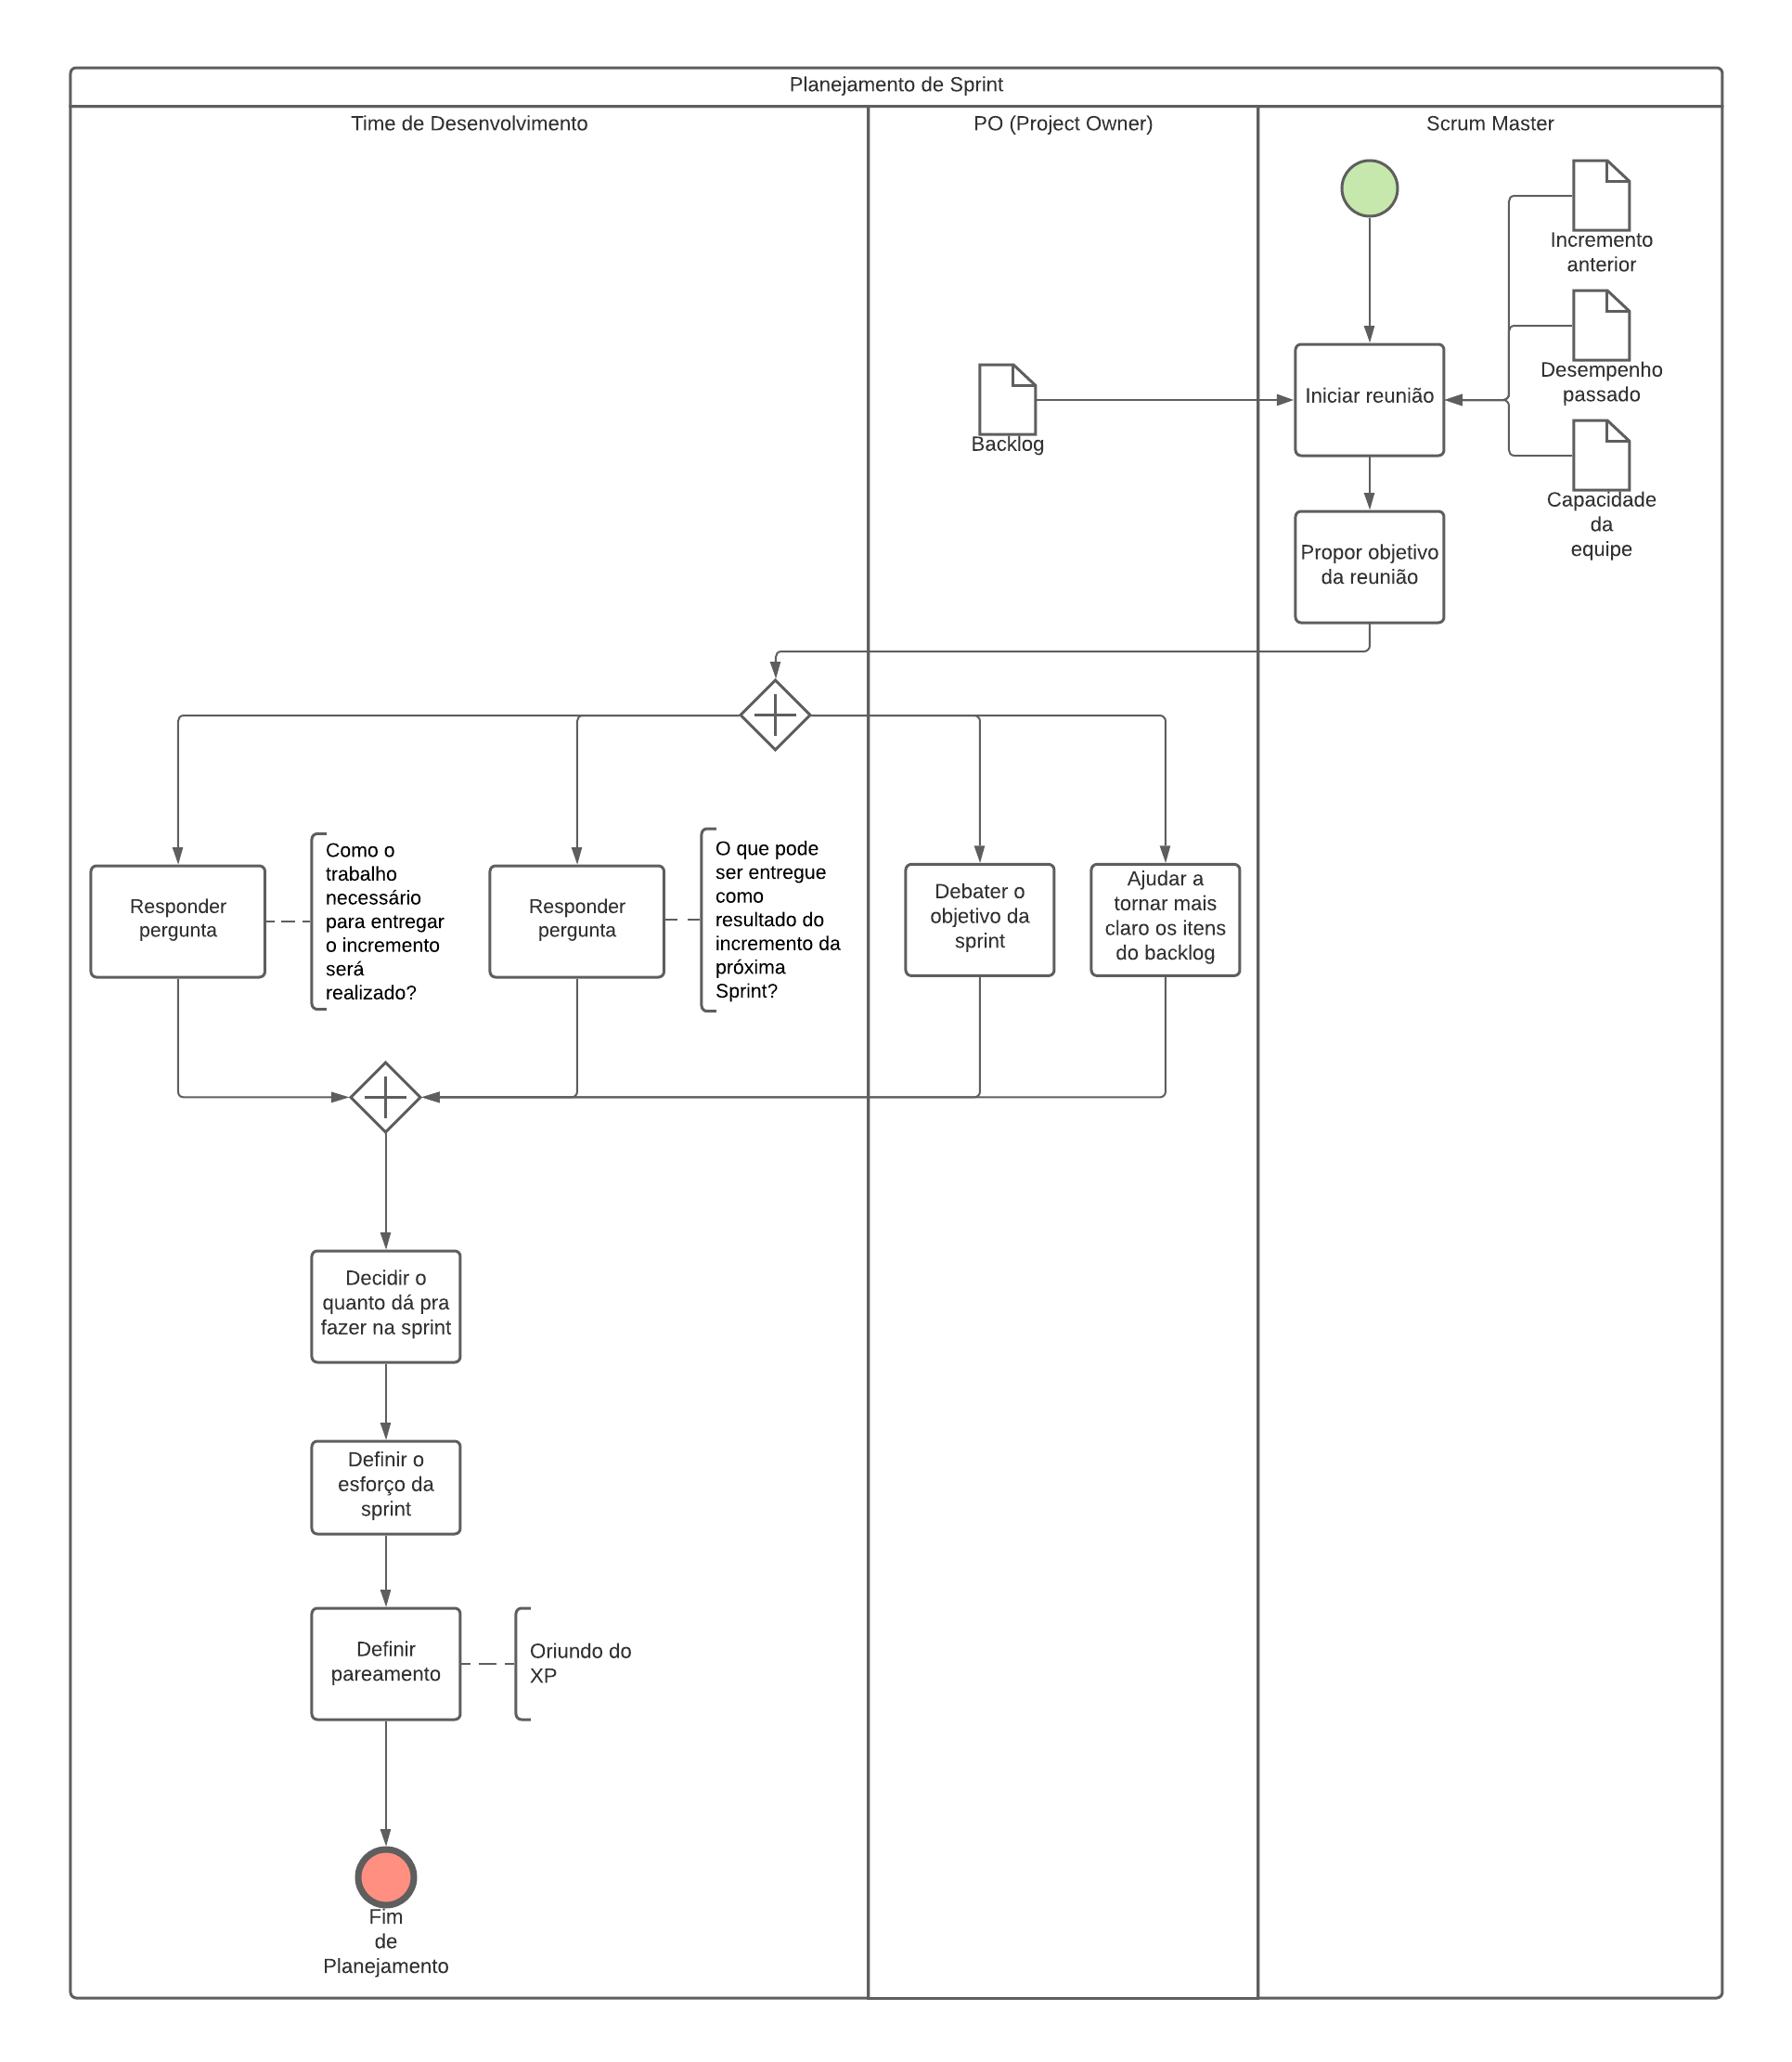 Planejamento de Sprint
Time de Desenvolvimento
PO (Project Owner)
Scrum Master
Incremento
anterior
Desempenho
passado
Capacidade
da
equipe
Iniciar reunião
Backlog
Propor objetivo
da reunião
Responder
pergunta
Como o
trabalho
necessário
para entregar
o incremento
será
realizado?
Responder
pergunta
O que pode
ser entregue
como
resultado do
incremento da
próxima
Sprint?
Debater o
objetivo da
sprint
Ajudar a
tornar mais
claro os itens
do backlog
Decidir o
quanto dá pra
fazer na sprint
Definir o
esforço da
sprint
Definir
pareamento
Oriundo do
XP
Fim
de
Planejamento